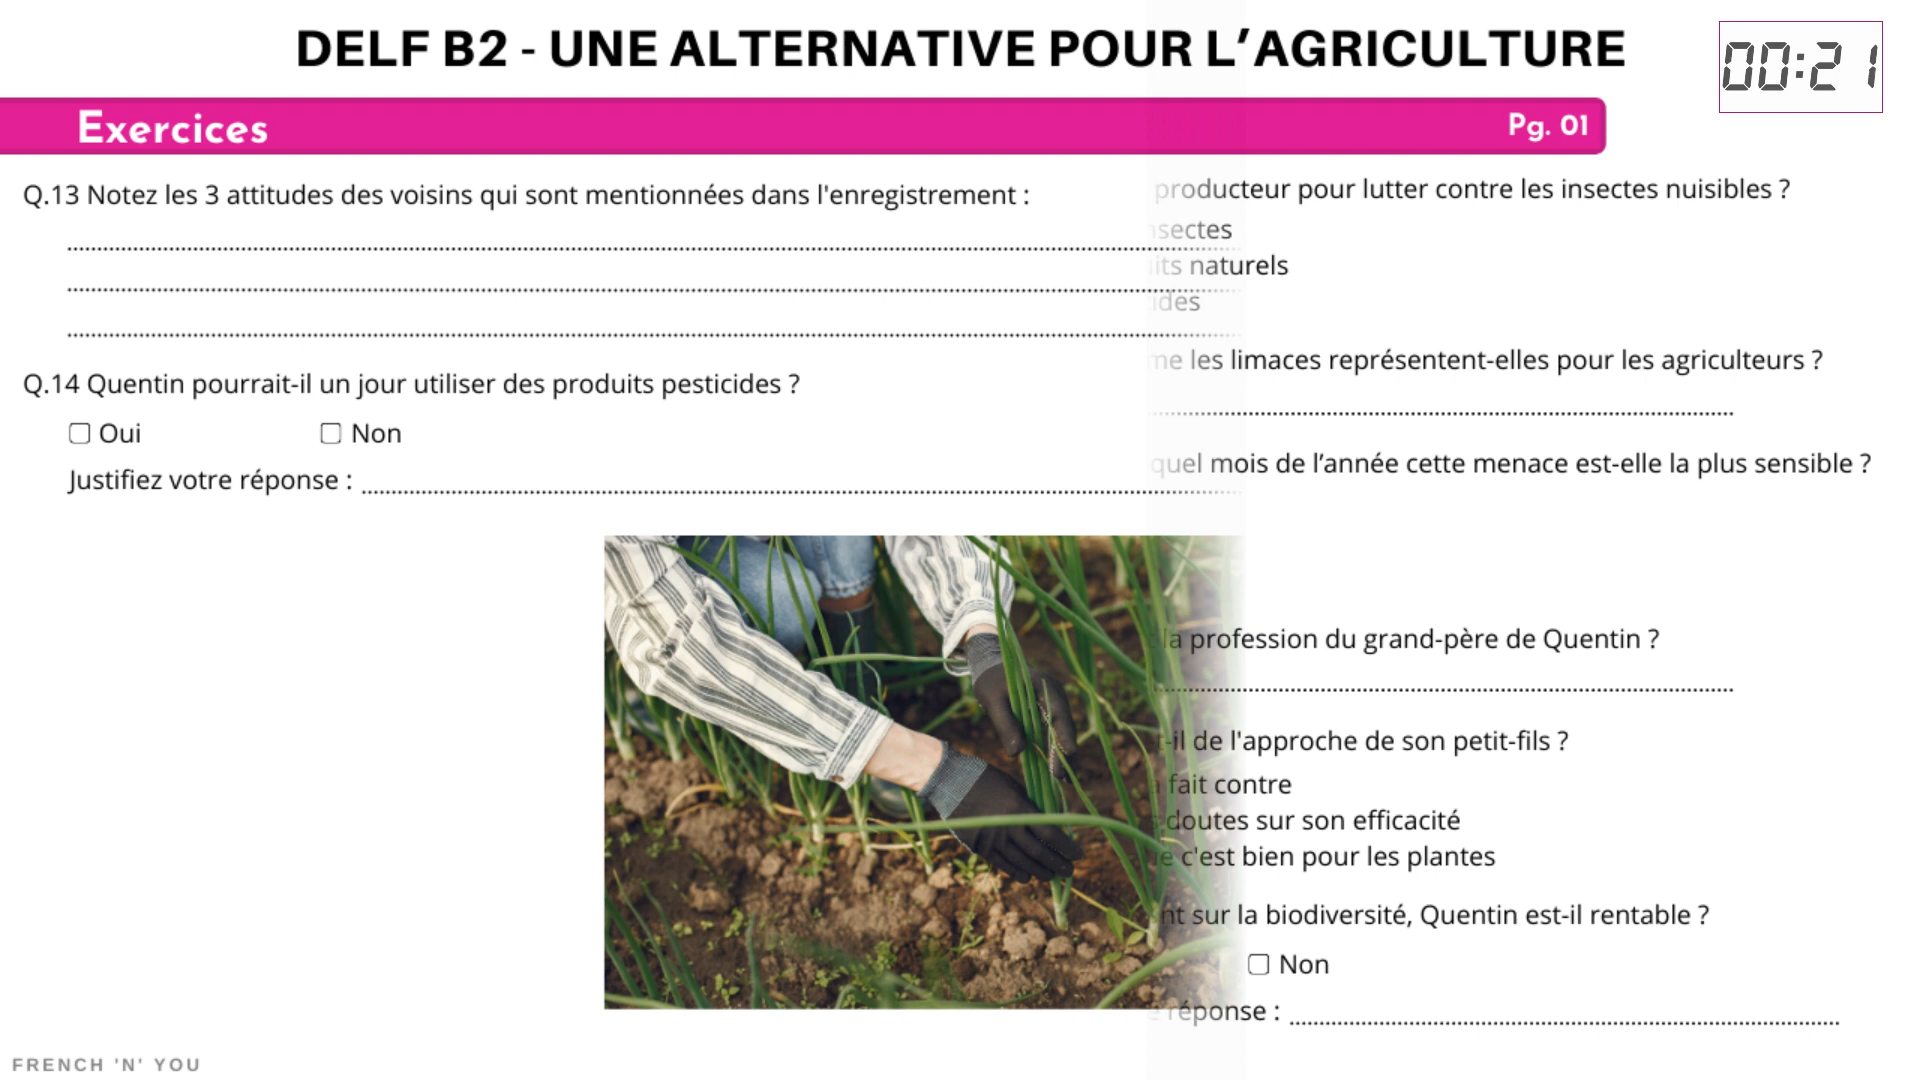 DELF B2 - UNE ALTERNATIVE POUR L'AGRICULTURE
00:21
Exercices
Pg. 01
Q.13 Notez les 3 attitudes des voisins qui sont mentionnées dans l'enregistrement :
Q.14 Quentin pourrait-il un jour utiliser des produits pesticides ?
Oui
Non
Justifiez votre réponse :
producteur pour lutter contre les insectes nuisibles ?
naturels
les limaces représentent-elles pour les agriculteurs ?
quel mois de l’année cette menace est-elle la plus sensible ?
la profession du grand-père de Quentin ?
de l'approche de son petit-fils ?
fait contre
doutes sur son efficacité
c'est bien pour les plantes
sur la biodiversité, Quentin est-il rentable ?
Non
réponse :
FRENCH 'N' YOU